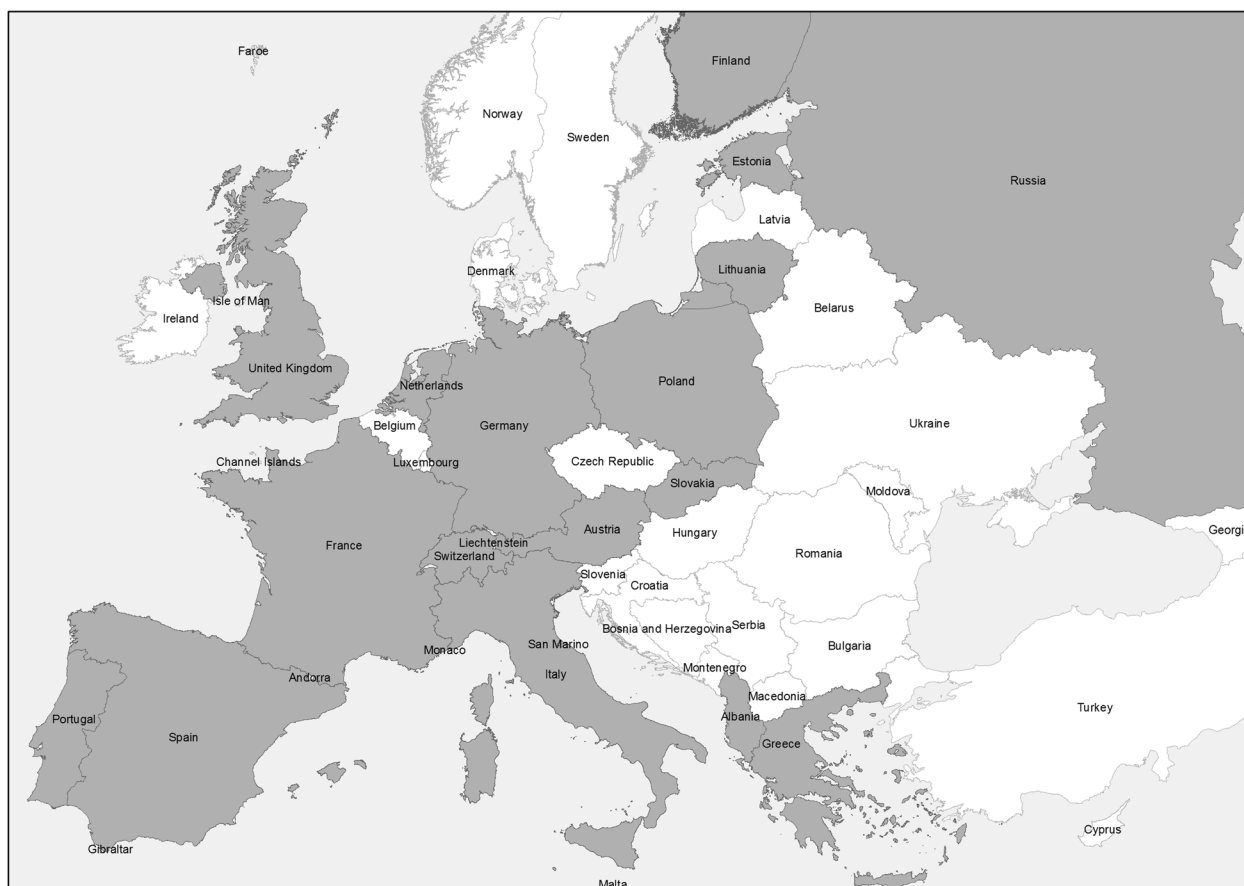 Faroe
Finland
Norway
Sweden
Estonia
Russia
Latvia
Denmark
Lithuania
Isle of Man
Belarus
Ireland
United Kingdom
Netherlands
Poland
Germany
Ukraine
Belgium
Channel Islands
Luxembourg
Czech Republic
Slovakia
Moldova
Austria
Hungary
Georgi
France
Liechtenstein
Switzerland
Romania
Slovenia
Croatia
Bosnia and Herzegovina
Serbia
San Marino
Bulgaria
Monaco
Montenegro
Italy
Andorra
Macedonia
Portugal
Albania
Turkey
Spain
Greece
Cyprus
Gibraltar
Malta